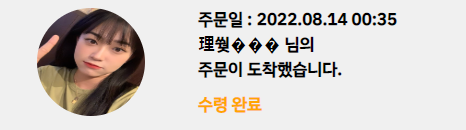 주문일 : 2022.08.14 00:35
理쒛��� 님의
주문이 도착했습니다.
수령 완료